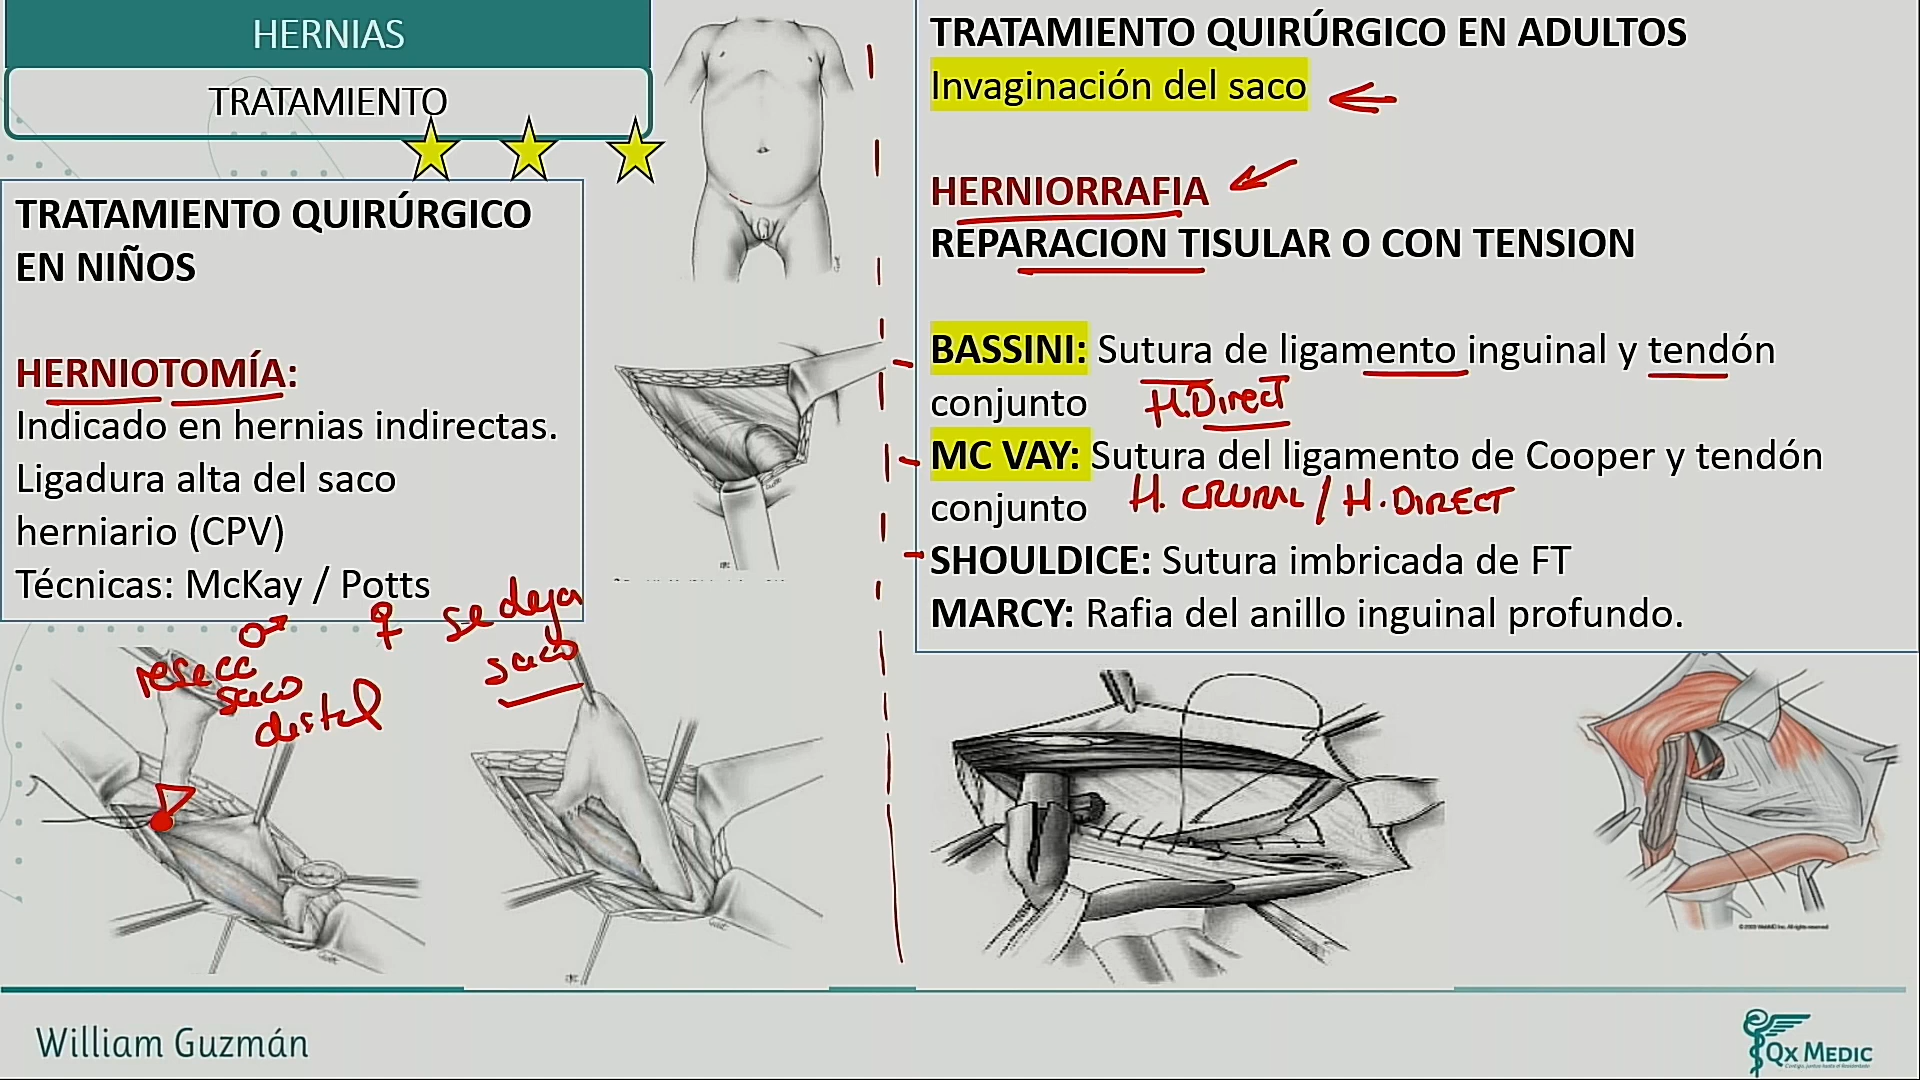 HERNIAS
TRATAMIENTO
TRATAMIENTO QUIRÚRGICO
EN NIÑOS
HERNIOTOMÍA:
Indicado en hernias indirectas.
Ligadura alta del saco
herniario (CPV)
Técnicas: McKay / Potts
♂
resecc
saco
distal
♀ se deja
saco
TRATAMIENTO QUIRÚRGICO EN ADULTOS
Invaginación del saco
HERNIORRAFIA
REPARACION TISULAR O CON TENSION
BASSINI: Sutura de ligamento inguinal y tendón
conjunto H.Direct
MC VAY: Sutura del ligamento de Cooper y tendón
conjunto H. CRURAL / H. DIRECT
SHOULDICE: Sutura imbricada de FT
MARCY: Rafia del anillo inguinal profundo.
William Guzmán
Qx MEDIC